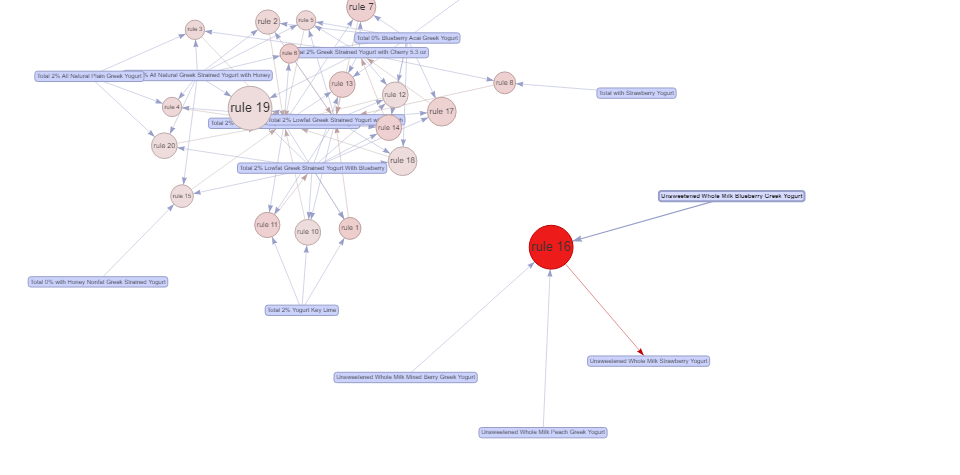 rule 7
rule 5
rule 2
rule 3
Total 0% Blueberry Acai Greek Yogurt
rule 6
al 2% Greek Strained Yogurt with Cherry 5.3 oz
Total 2% All Natural Plain Greek Yogurt
% All Natural Greek Strained Yogurt with Honey
rule 13
rule 8
rule 12
Total with Strawberry Yogurt
rule 4
rule 19
rule 17
Total 2%
Total 2% Lowfat Greek Strained Yogurt w
rule 14
rule 20
rule 18
Total 2% Lowfat Greek Strained Yogurt With Blueberry
rule 15
Unsweetened Whole Milk Blueberry Greek Yogurt
rule 11
rule 10
rule 1
rule 16
Total 0% with Honey Nonfat Greek Strained Yogurt
Total 2% Yogurt Key Lime
Unsweetened Whole Milk Strawberry Yogurt
Unsweetened Whole Milk Mixed Berry Greek Yogurt
Unsweetened Whole Milk Peach Greek Yogurt